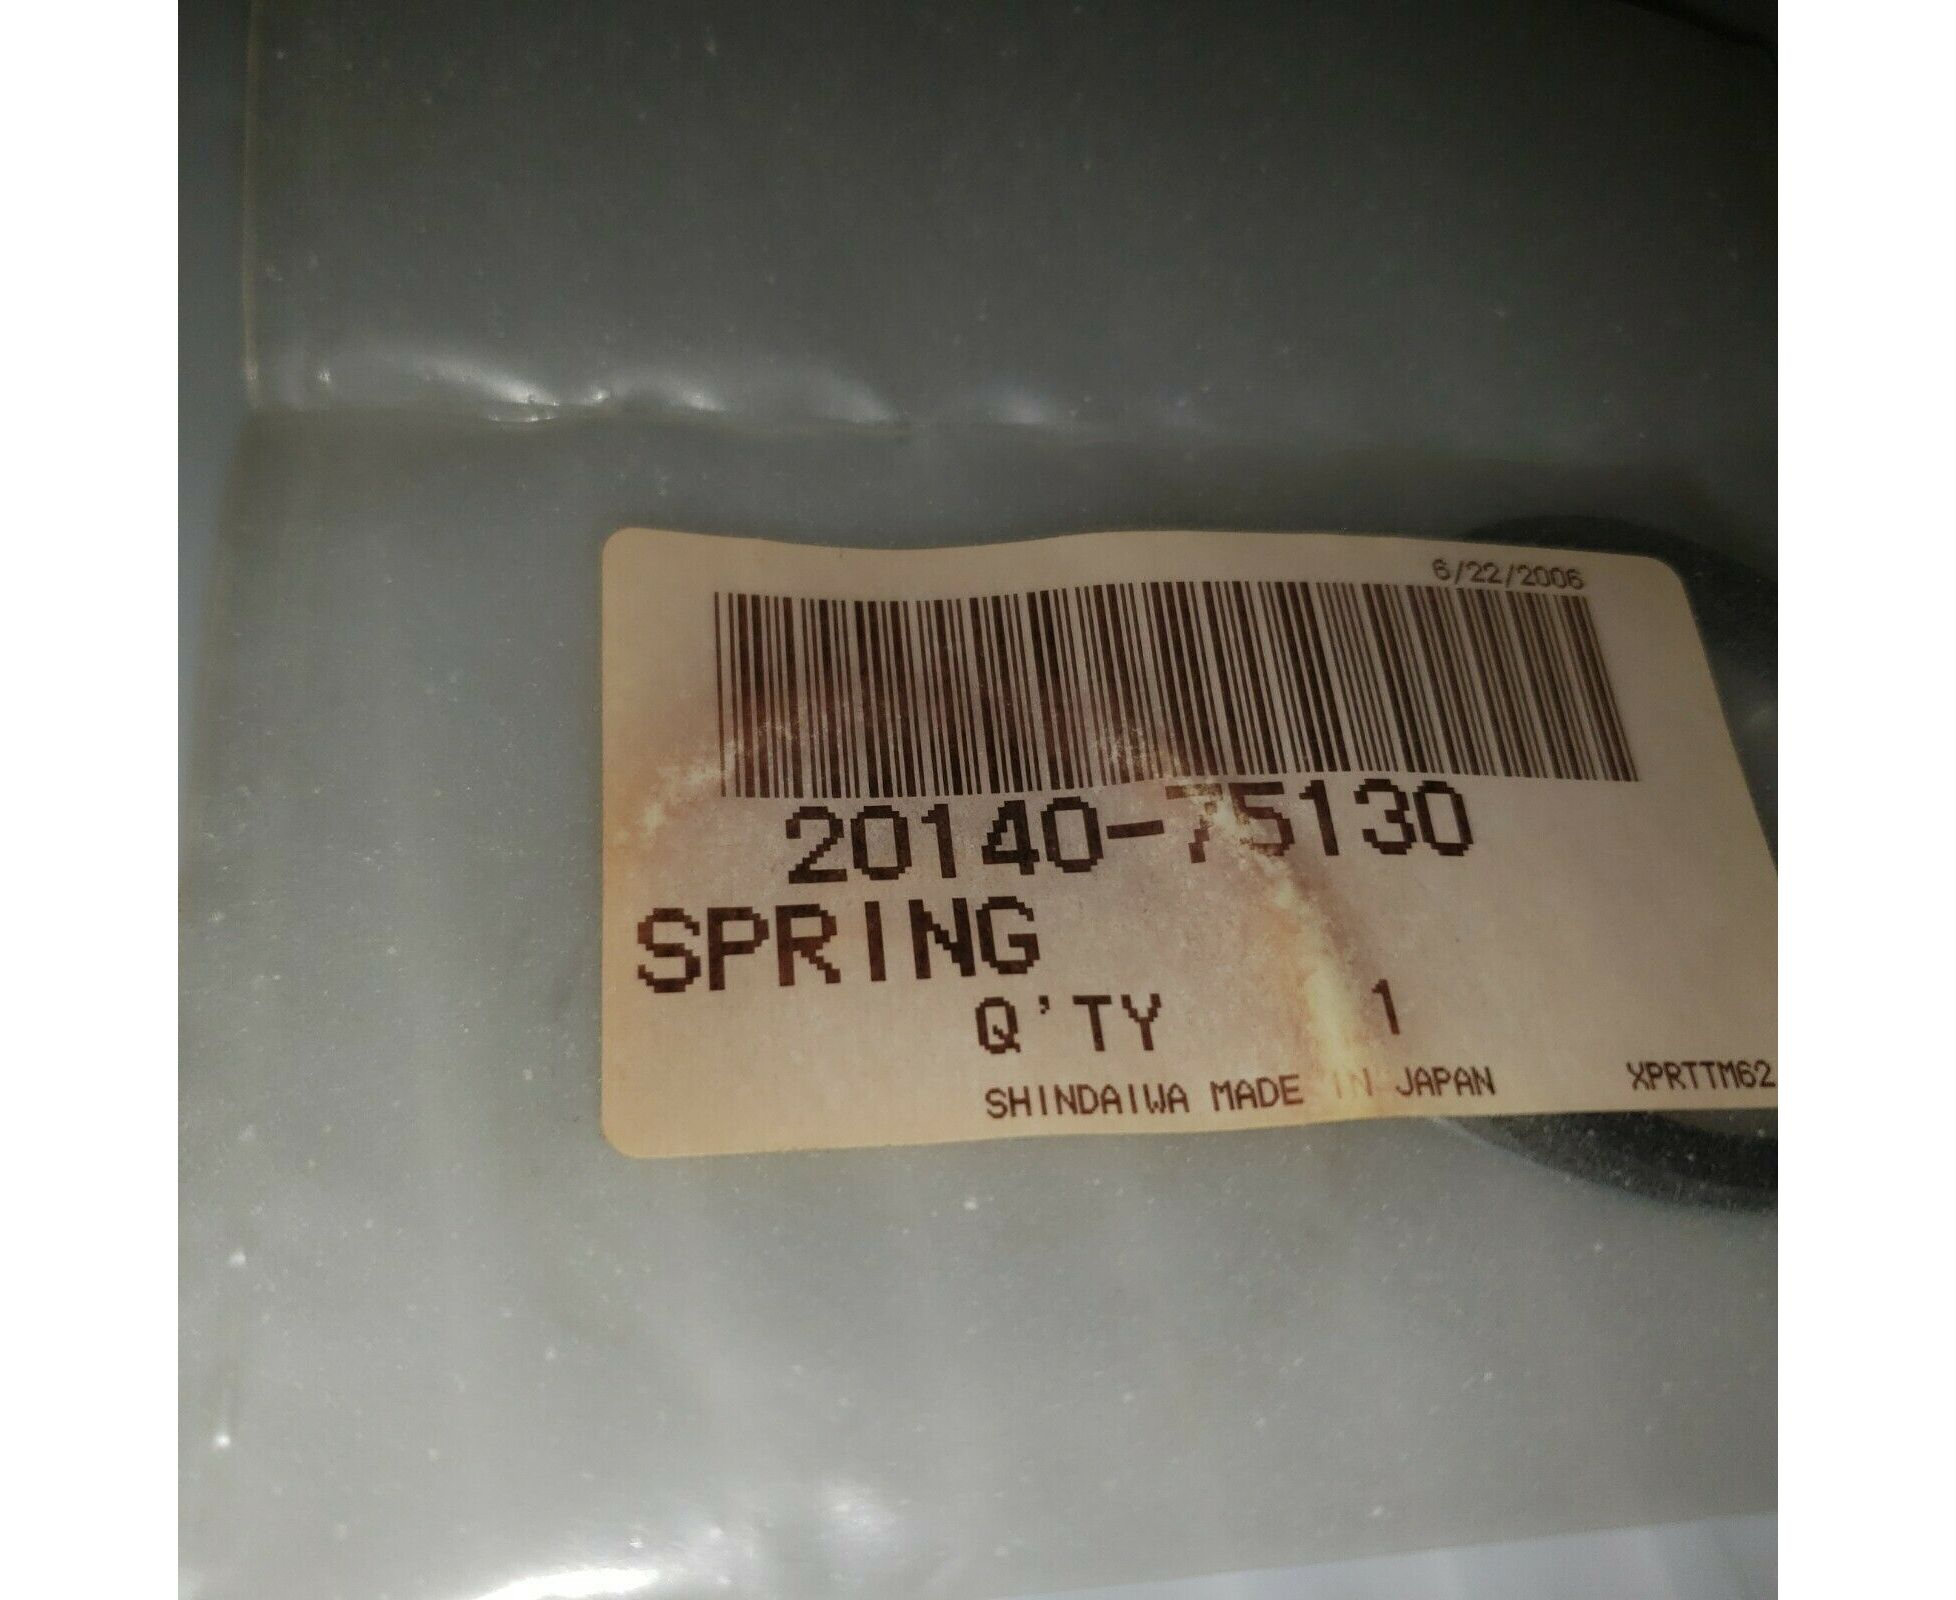 6/22/2006
20140-75130
SPRING
Q'TY 1
SHINDAIWA MADE IN JAPAN XPRTTM62